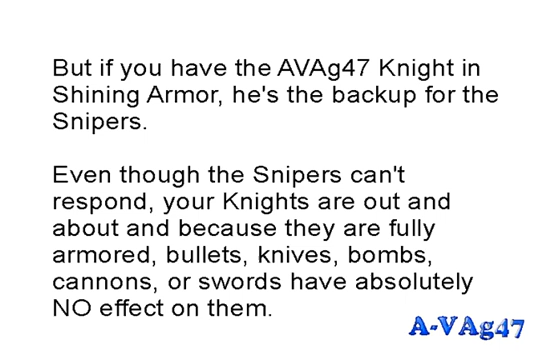 But if you have the AVAg47 Knight in
Shining Armor, he's the backup for the
Snipers.
Even though the Snipers can't
respond, your Knights are out and
about and because they are fully
armored, bullets, knives, bombs,
cannons, or swords have absolutely
NO effect on them.
A-VAg47